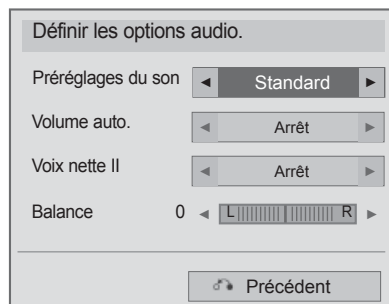 Définir les options audio.
Préréglages du son ◄ Standard ►
Volume auto. ◄ Arrêt ►
Voix nette II ◄ Arrêt ►
Balance 0 ◄ L R ►
Précédent